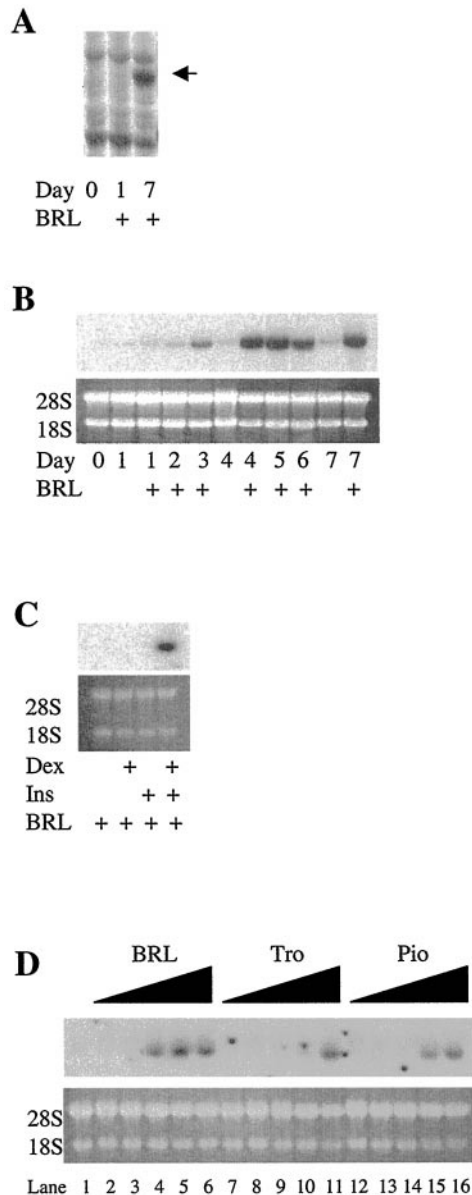 A
Day 0 1 7
BRL + +
B
28S
18S
Day 0 1 1 2 3 4 4 5 6 7 7
BRL + + + + + + +
C
28S
18S
Dex + +
Ins + +
BRL + + + +
D BRL Tro Pio
28S
18S
Lane 1 2 3 4 5 6 7 8 9 10 11 12 13 14 15 16